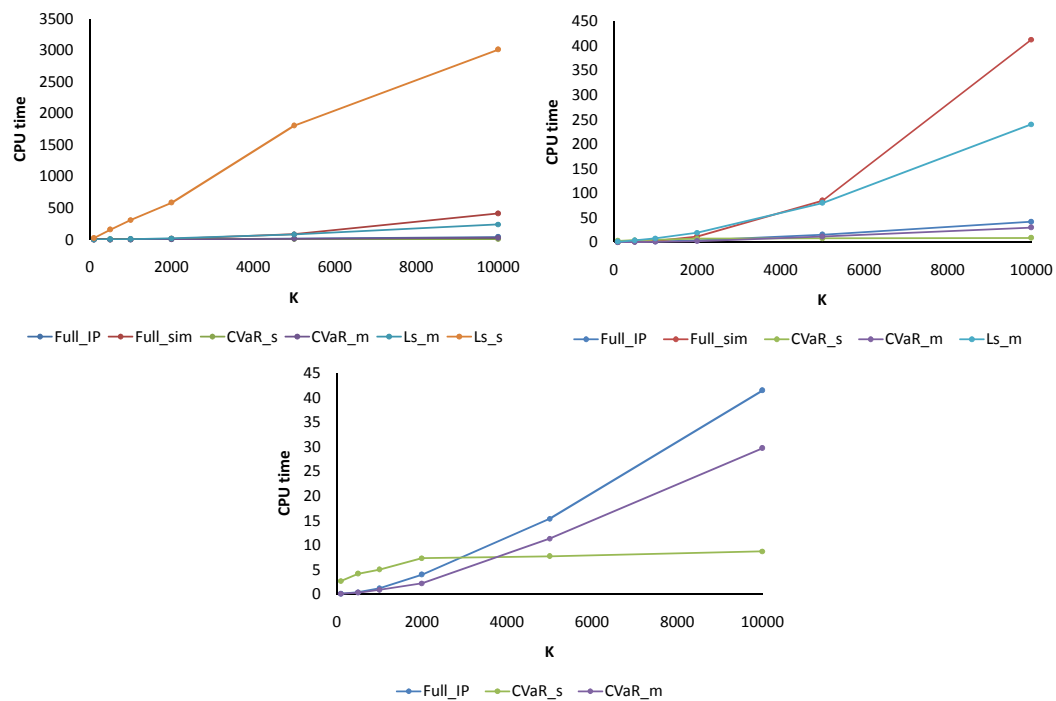 3500
3000
2500
2000
1500
1000
500
0
CPU time
0 2000 4000 6000 8000 10000
K
Full_IP Full_sim CVaR_s CVaR_m Ls_m Ls_s
450
400
350
300
250
200
150
100
50
0
CPU time
0 2000 4000 6000 8000 10000
K
Full_IP Full_sim CVaR_s CVaR_m Ls_m
45
40
35
30
25
20
15
10
5
0
CPU time
0 2000 4000 6000 8000 10000
K
Full_IP CVaR_s CVaR_m